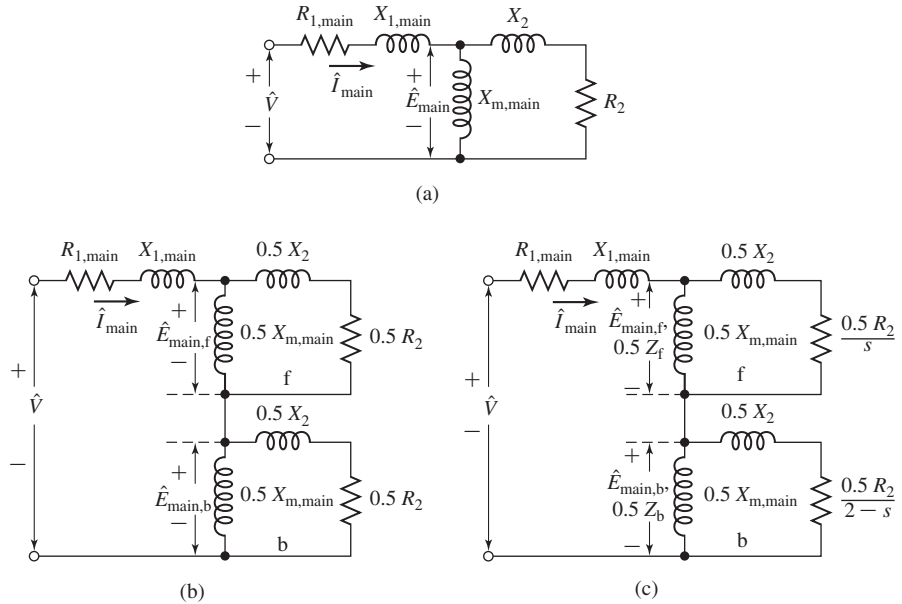 R1,main X1,main X2
+ + 
V̂ Îmain Êmain Xm,main R2
− −
(a)
R1,main X1,main 0.5 X2
Îmain
+
Êmain,f 0.5 Xm,main 0.5 R2
−
f
+
V̂
−
0.5 X2
+
Êmain,b 0.5 Xm,main 0.5 R2
−
b
(b)
R1,main X1,main 0.5 X2
Îmain
+
Êmain,f,
0.5 Zf
0.5 Xm,main
0.5 R2
s
−
f
+
V̂
−
0.5 X2
+
Êmain,b,
0.5 Zb
0.5 Xm,main
0.5 R2
2 − s
−
b
(c)